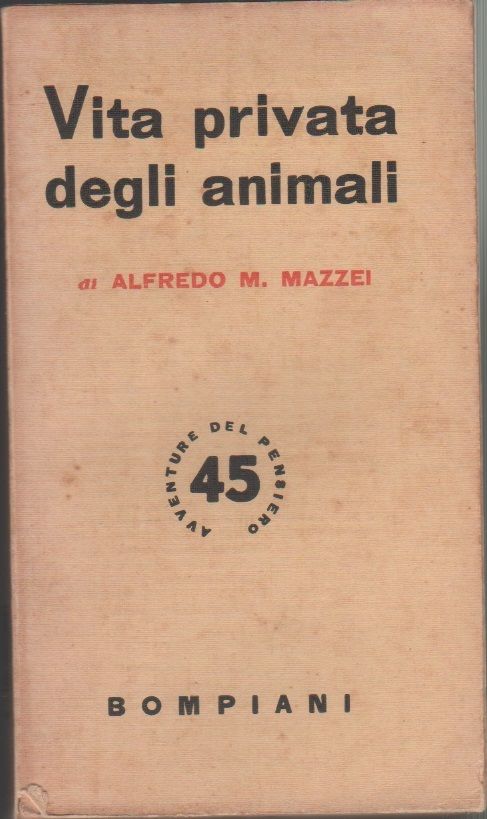 Vita privata
degli animali
di ALFREDO M. MAZZEI
AVVENTURE DEL PENSIERO
45
BOMPIANI